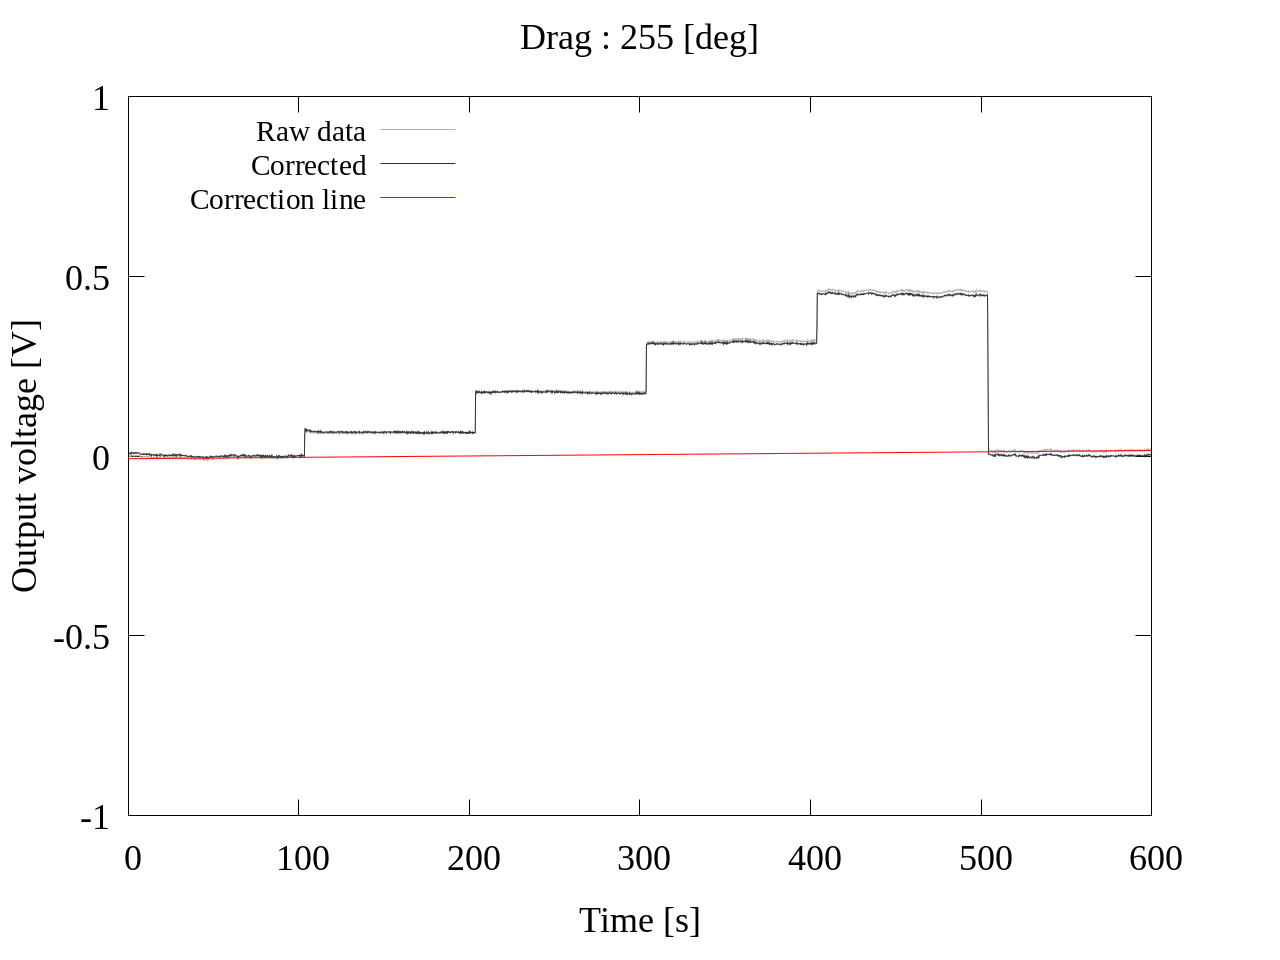 Drag : 255 [deg]
1
0.5
0
-0.5
-1
Raw data
Corrected
Correction line
Output voltage [V]
0 100 200 300 400 500 600
Time [s]